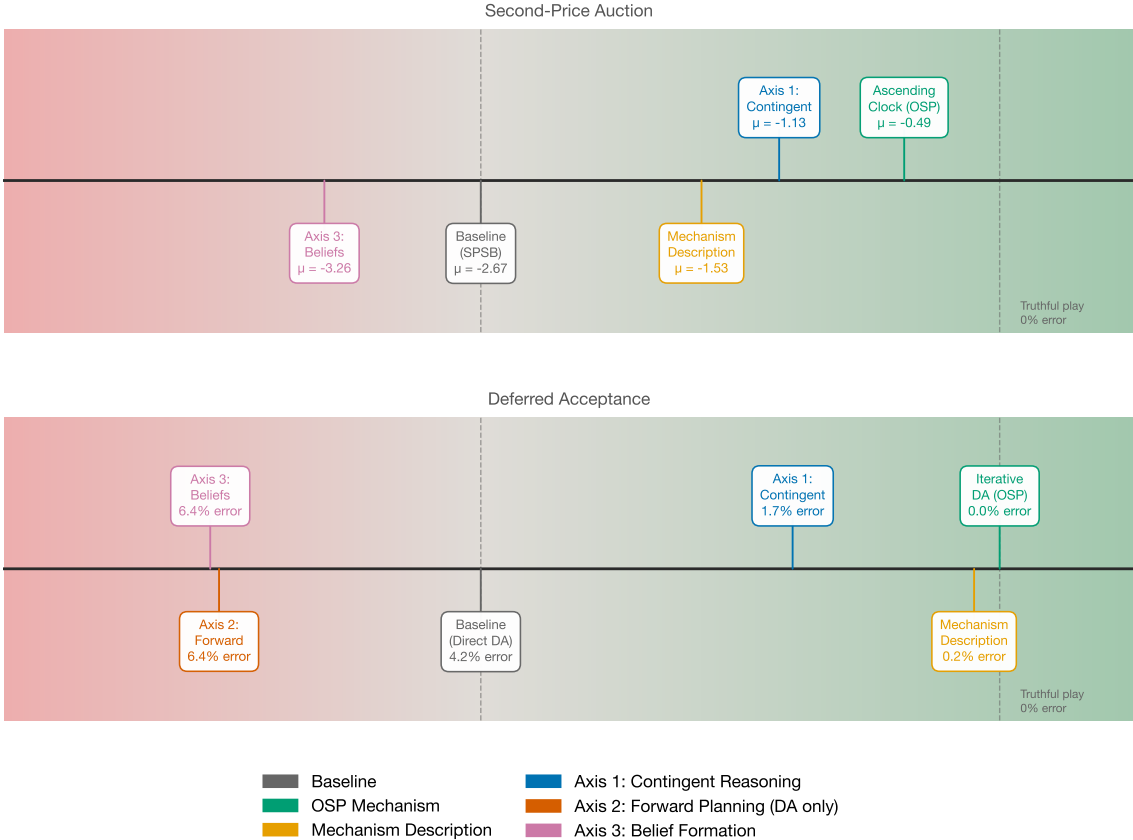 Second-Price Auction
Axis 1:
Contingent
μ = -1.13
Ascending
Clock (OSP)
μ = -0.49
Axis 3:
Beliefs
μ = -3.26
Baseline
(SPSB)
μ = -2.67
Mechanism
Description
μ = -1.53
Truthful play
0% error
Deferred Acceptance
Axis 3:
Beliefs
6.4% error
Axis 1:
Contingent
1.7% error
Iterative
DA (OSP)
0.0% error
Axis 2:
Forward
6.4% error
Baseline
(Direct DA)
4.2% error
Mechanism
Description
0.2% error
Truthful play
0% error
Baseline
OSP Mechanism
Mechanism Description
Axis 1: Contingent Reasoning
Axis 2: Forward Planning (DA only)
Axis 3: Belief Formation